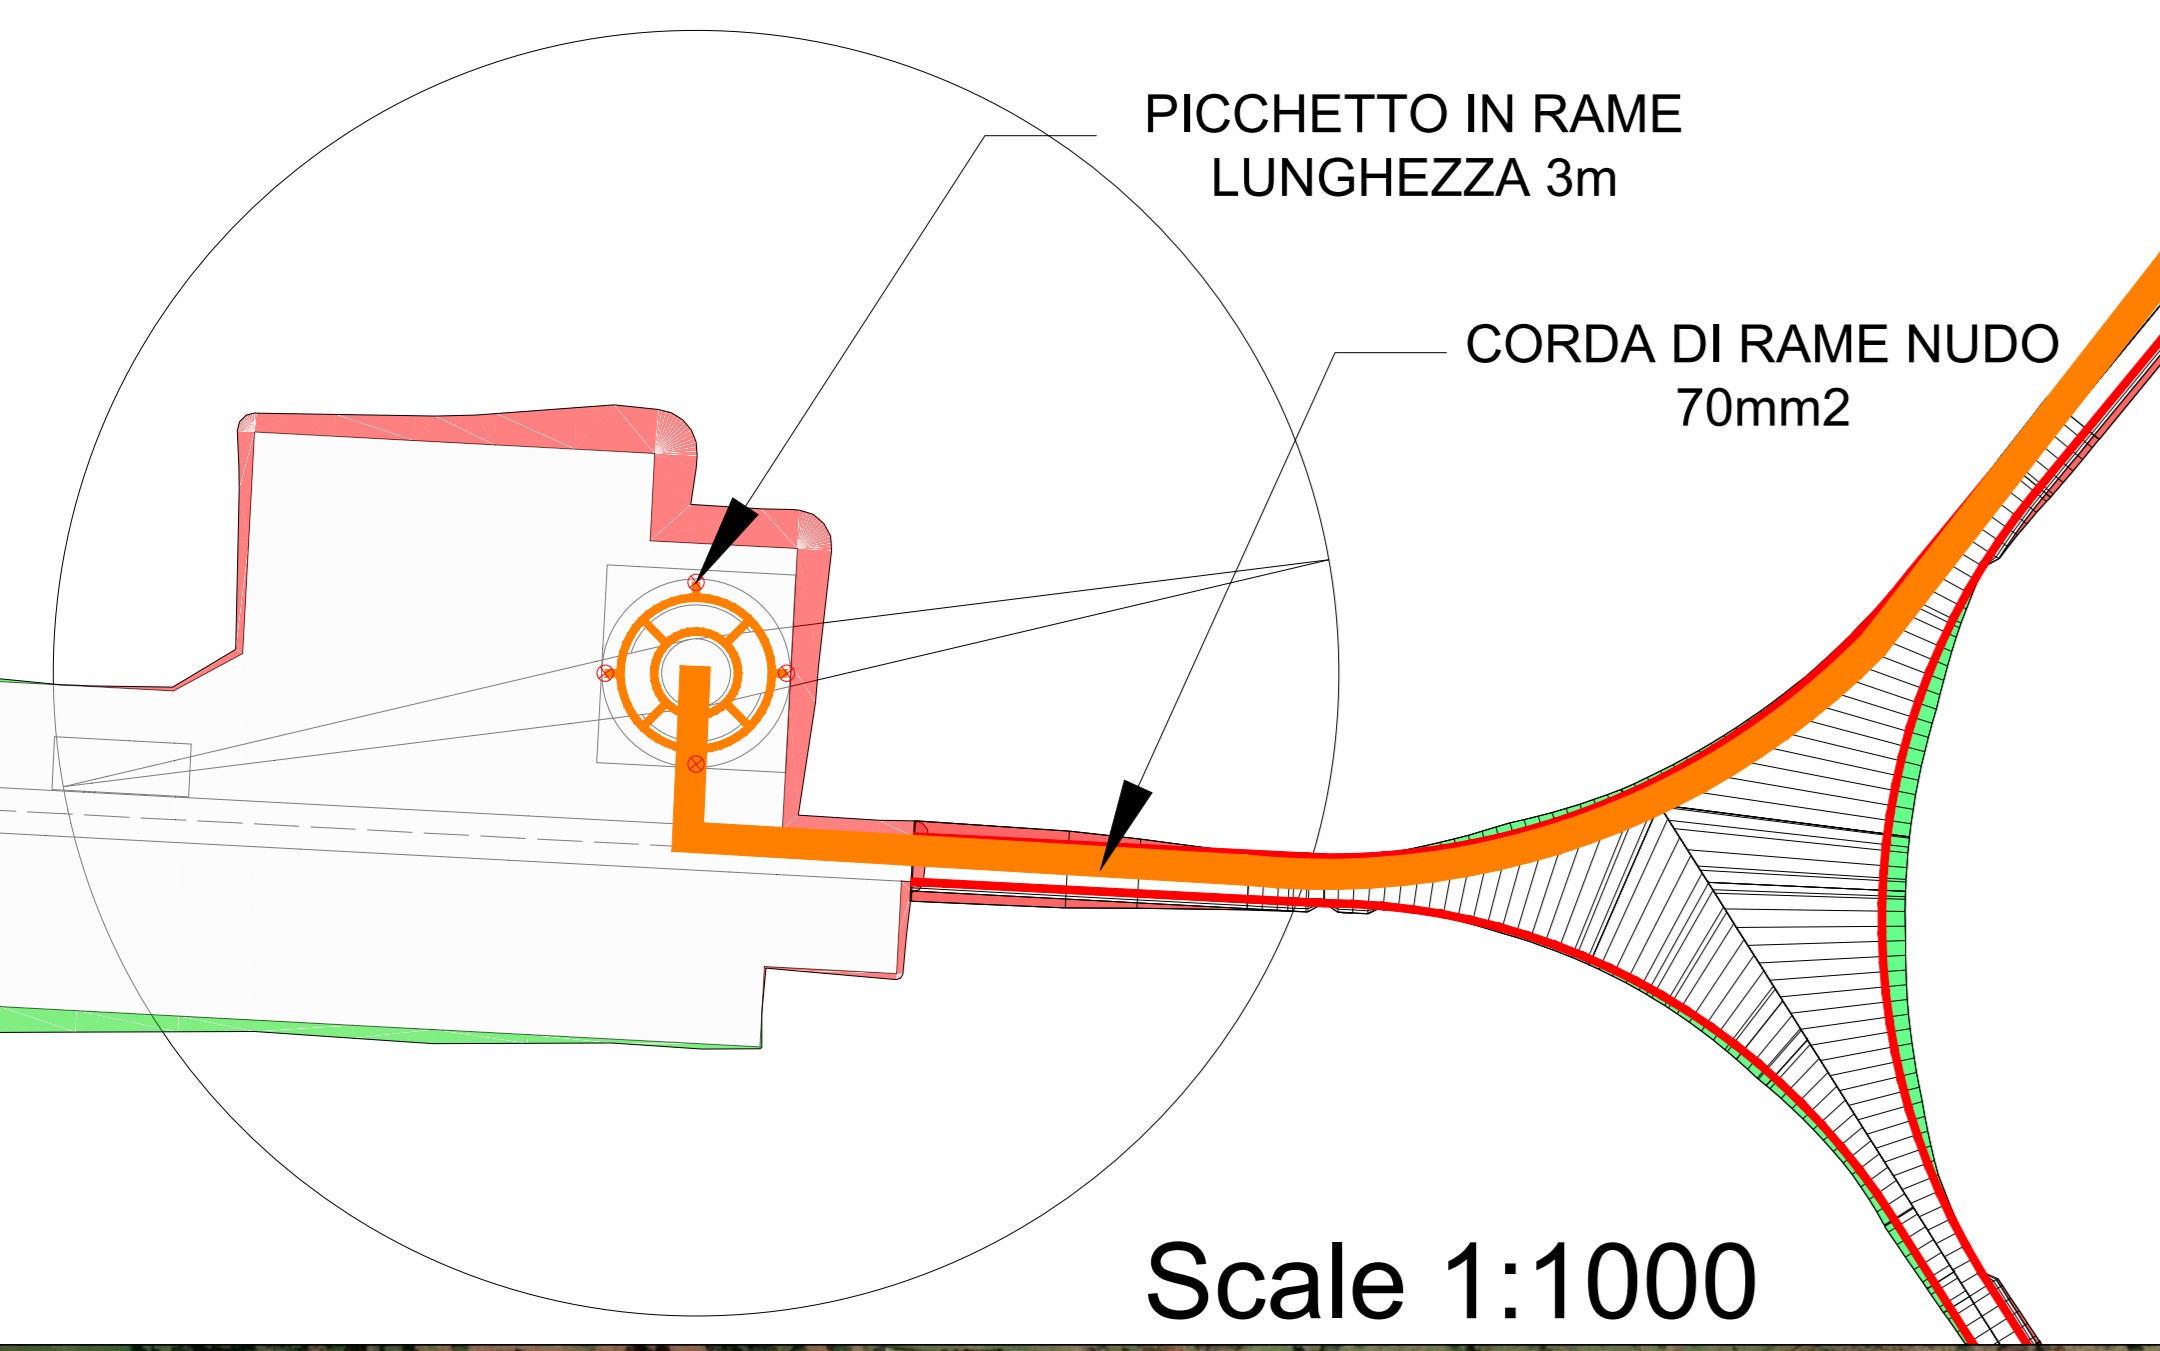 PICCHETTO IN RAME
LUNGHEZZA 3m
CORDA DI RAME NUDO
70mm2
Scale 1:1000